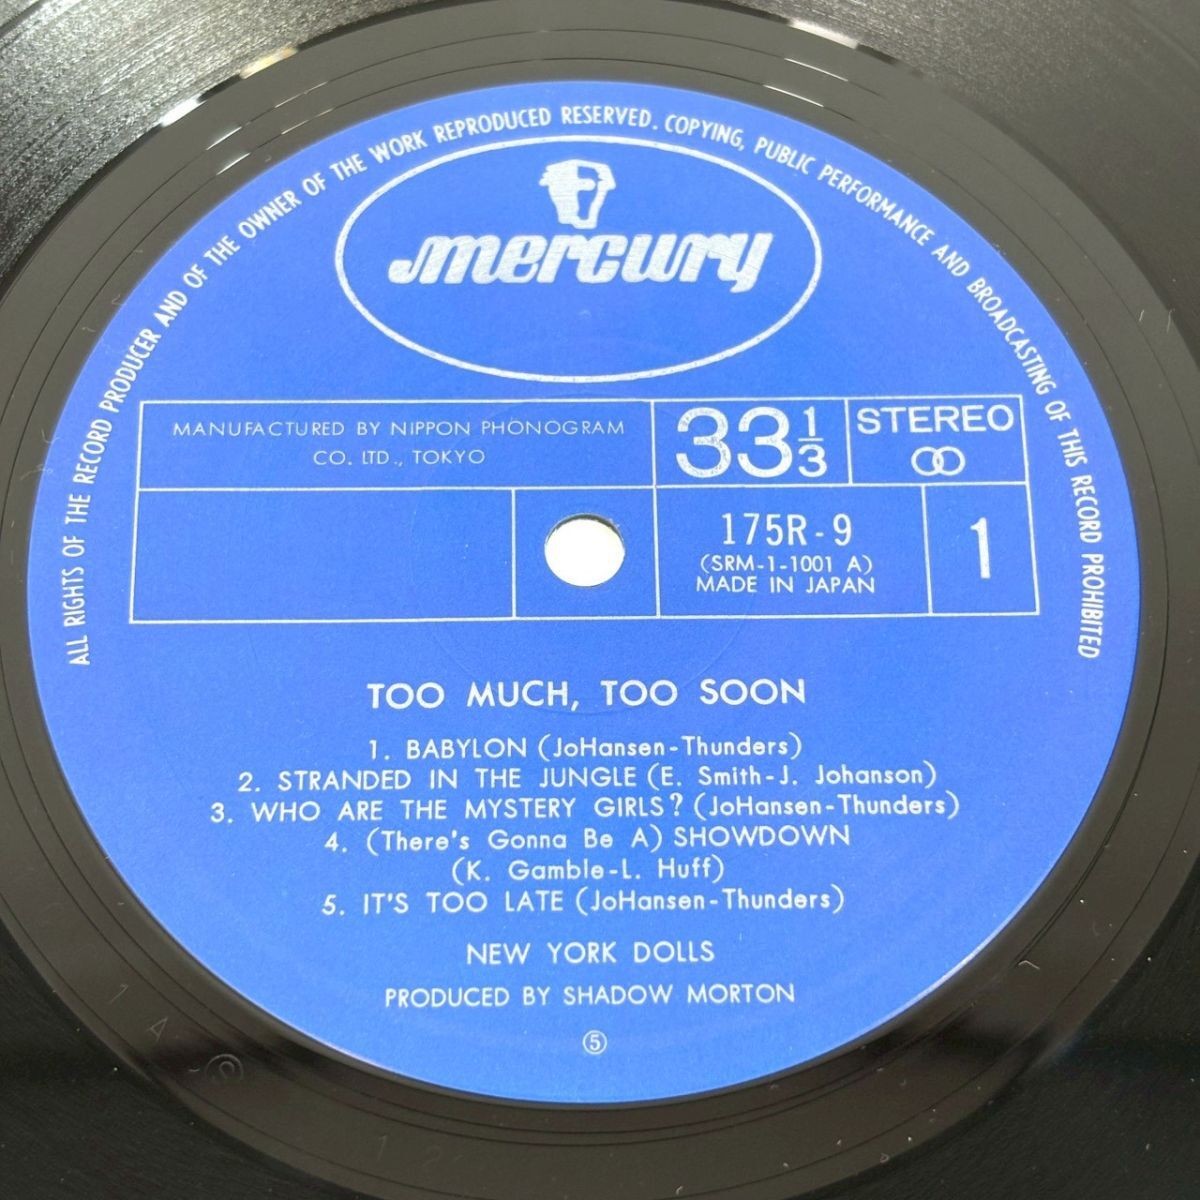 ALL RIGHTS OF THE RECORD PRODUCER AND OF THE OWNER OF THE WORK REPRODUCED RESERVED. COPYING, PUBLIC PERFORMANCE AND BROADCASTING OF THIS RECORD PROHIBITED
mercury
MANUFACTURED BY NIPPON PHONOGRAM
CO. LTD., TOKYO
33 1/3
STEREO
175R-9
(SRM-1-1001 A)
MADE IN JAPAN
1
TOO MUCH, TOO SOON
1. BABYLON (JoHansen-Thunders)
2. STRANDED IN THE JUNGLE (E. Smith-J. Johanson)
3. WHO ARE THE MYSTERY GIRLS? (JoHansen-Thunders)
4. (There's Gonna Be A) SHOWDOWN
(K. Gamble-L. Huff)
5. IT'S TOO LATE (JoHansen-Thunders)
NEW YORK DOLLS
PRODUCED BY SHADOW MORTON
⑤